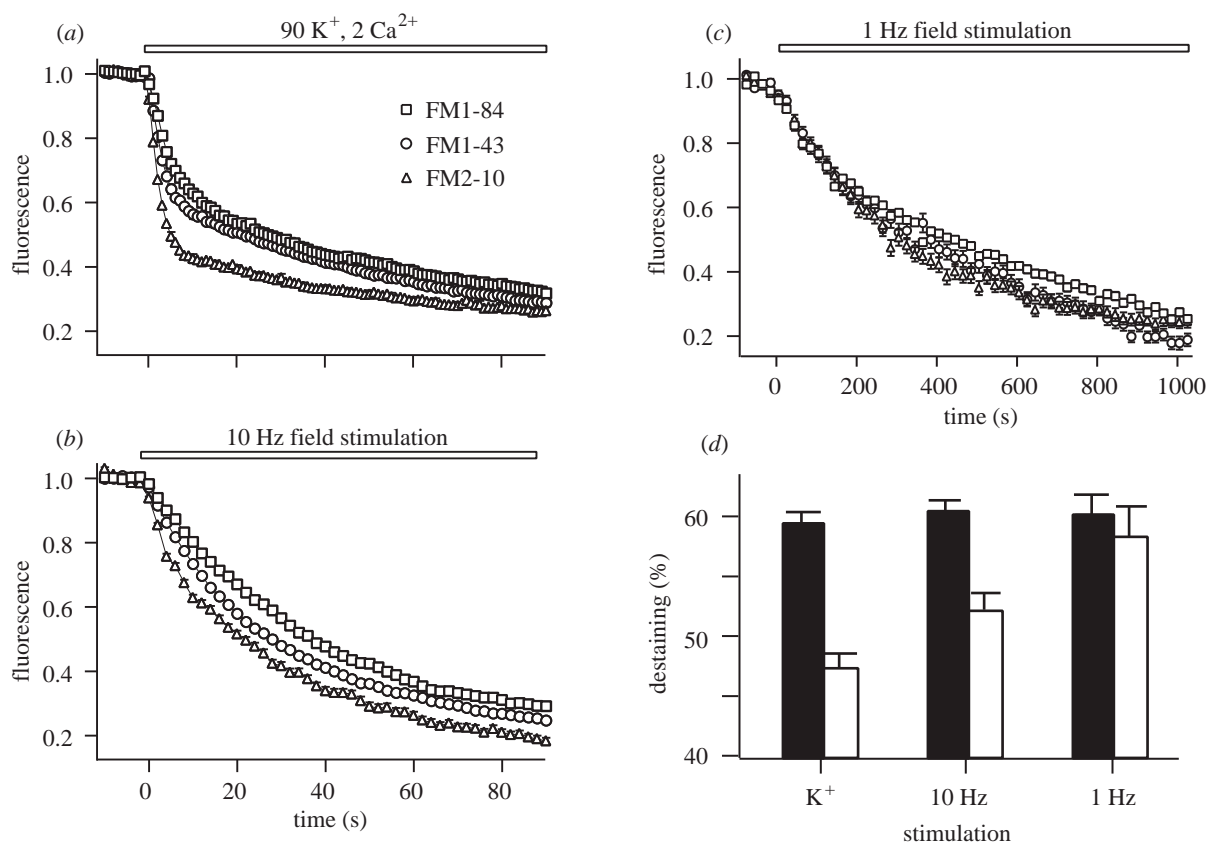 (a)
90 K⁺, 2 Ca²⁺
1.0
0.8
0.6
0.4
0.2
fluorescence
FM1-84
FM1-43
FM2-10
(b)
10 Hz field stimulation
1.0
0.8
0.6
0.4
0.2
fluorescence
0 20 40 60 80
time (s)
(c)
1 Hz field stimulation
1.0
0.8
0.6
0.4
0.2
fluorescence
0 200 400 600 800 1000
time (s)
(d)
60
50
40
destaining (%)
K⁺ 10 Hz 1 Hz
stimulation